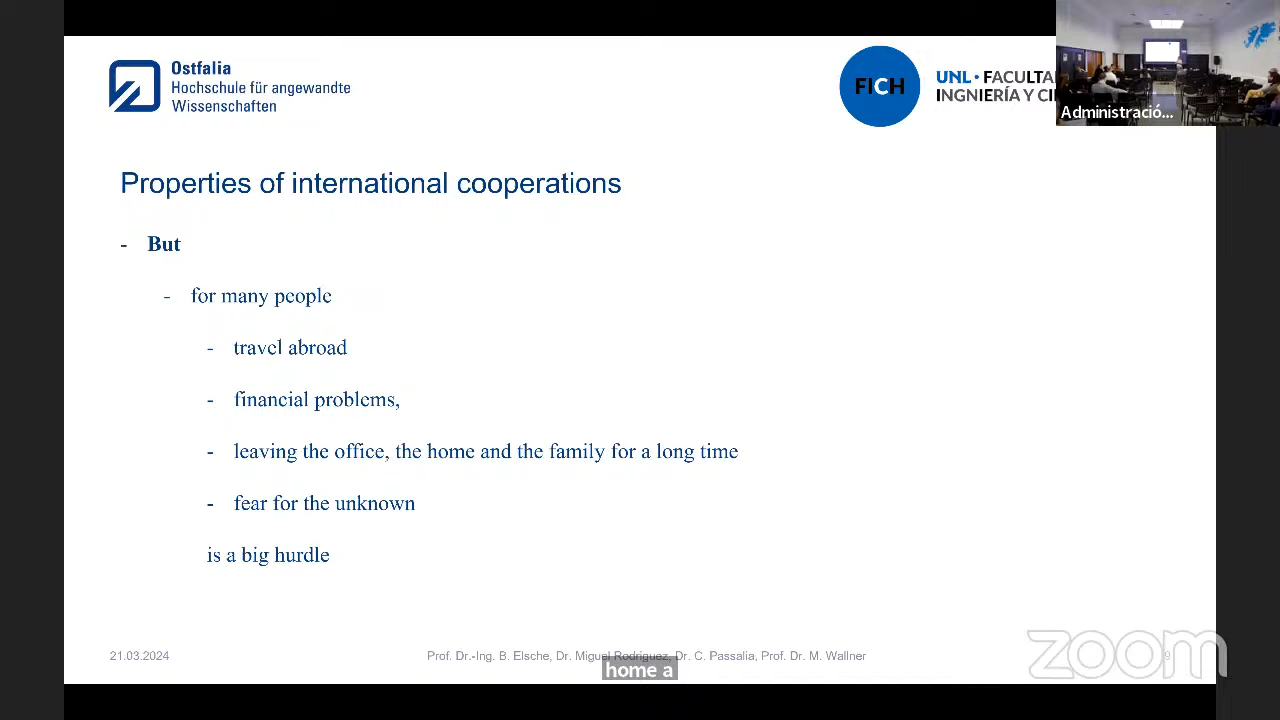 Ostfalia
Hochschule für angewandte
Wissenschaften
FICH
UNL • FACULTA
INGNIERÍA Y CI
Administració...
Properties of international cooperations
- But
- for many people
- travel abroad
- financial problems,
- leaving the office, the home and the family for a long time
- fear for the unknown
is a big hurdle
21.03.2024
Prof. Dr.-Ing. B. Elsche, Dr. Miguel Rodriguez, Dr. C. Passalia, Prof. Dr. M. Wallner
9
home a
zoom